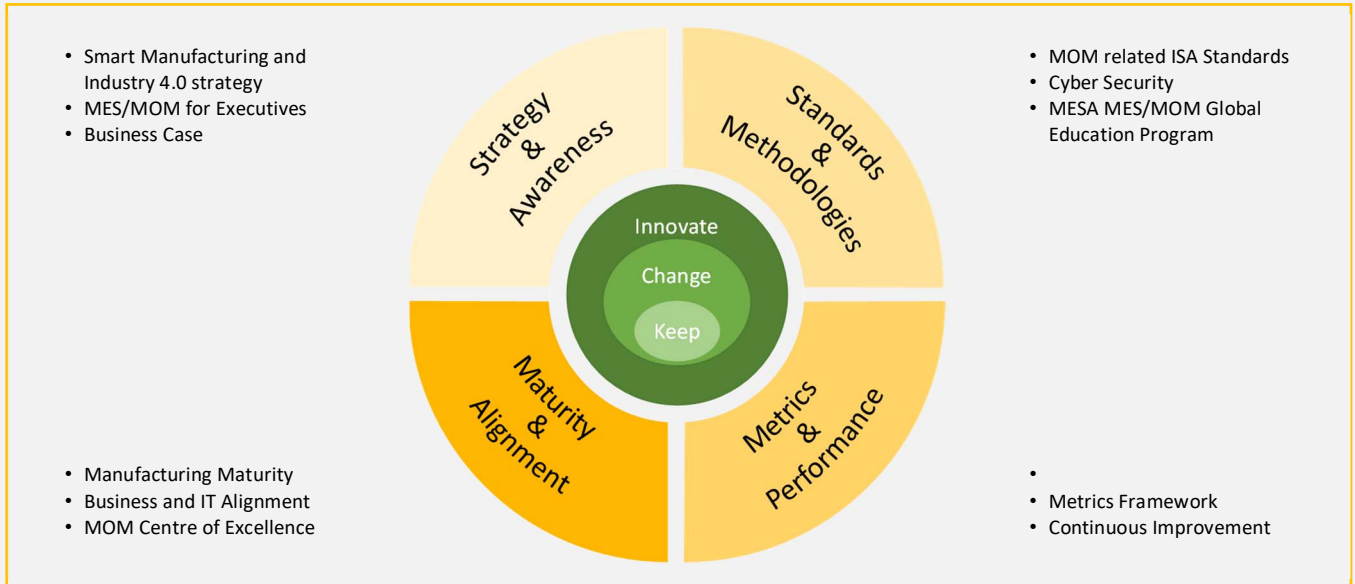 • Smart Manufacturing and
Industry 4.0 strategy
• MES/MOM for Executives
• Business Case
• MOM related ISA Standards
• Cyber Security
• MESA MES/MOM Global
Education Program
Strategy
&
Awareness
Standards
&
Methodologies
Innovate
Change
Keep
Maturity
&
Alignment
Metrics
&
Performance
• Manufacturing Maturity
• Business and IT Alignment
• MOM Centre of Excellence
•
• Metrics Framework
• Continuous Improvement